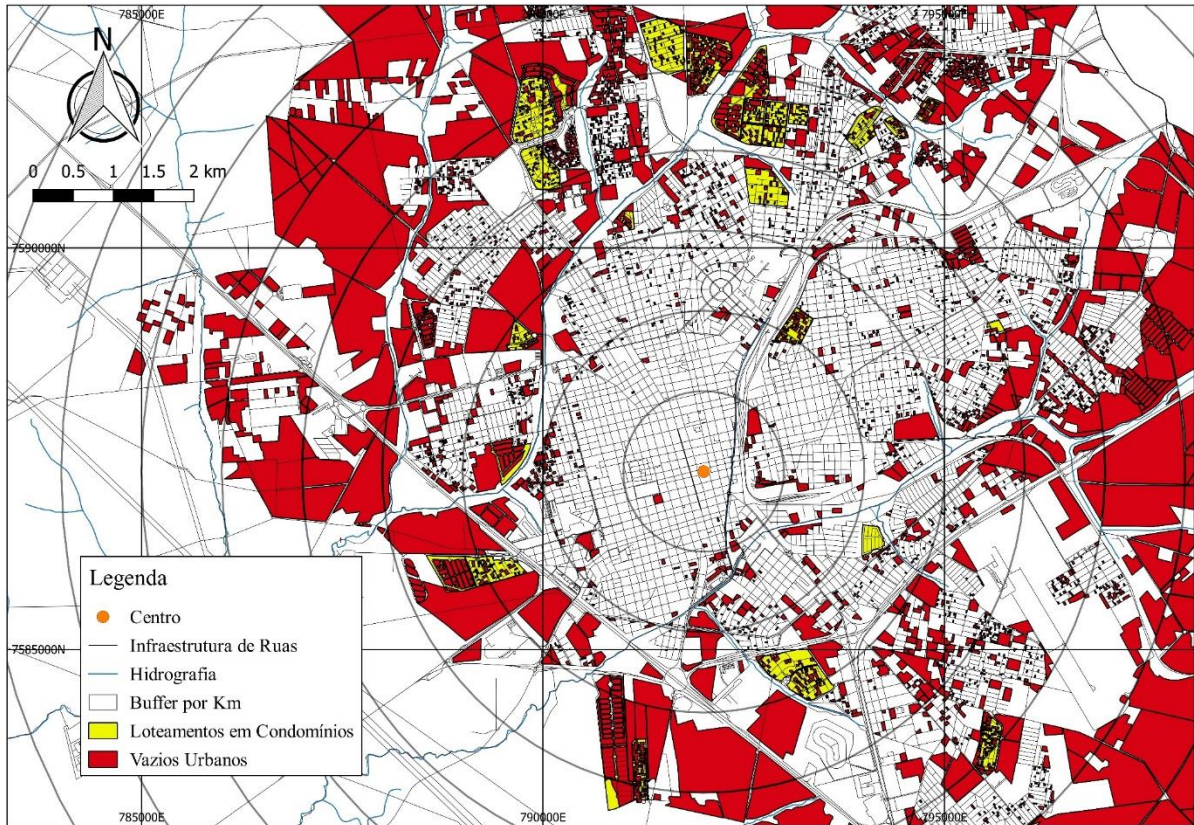 785000E
790000E
795000E
N
0 0.5 1 1.5 2 km
7590000N
7585000N
Legenda
Centro
Infraestrutura de Ruas
Hidrografia
Buffer por Km
Loteamentos em Condomínios
Vazios Urbanos
785000E
790000E
795000E